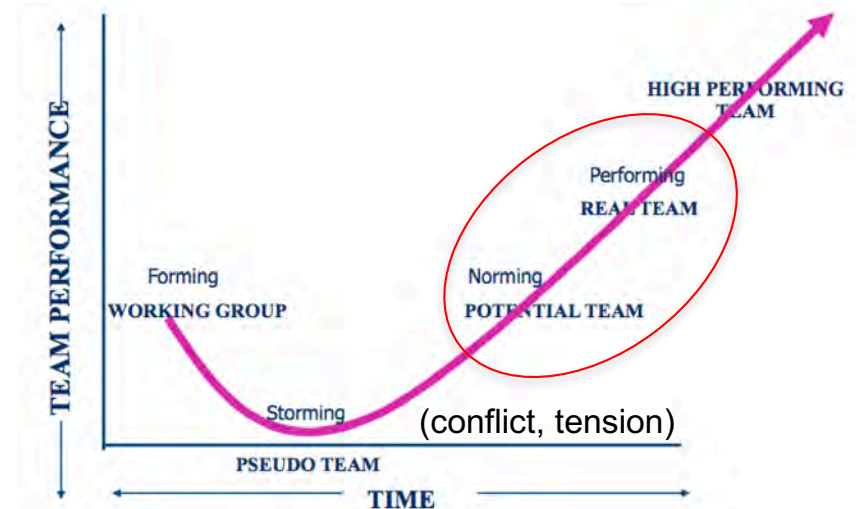 TEAM PERFORMANCE
HIGH PERFORMING
TEAM
Performing
REAL TEAM
Forming
WORKING GROUP
Norming
POTENTIAL TEAM
Storming
(conflict, tension)
PSEUDO TEAM
TIME